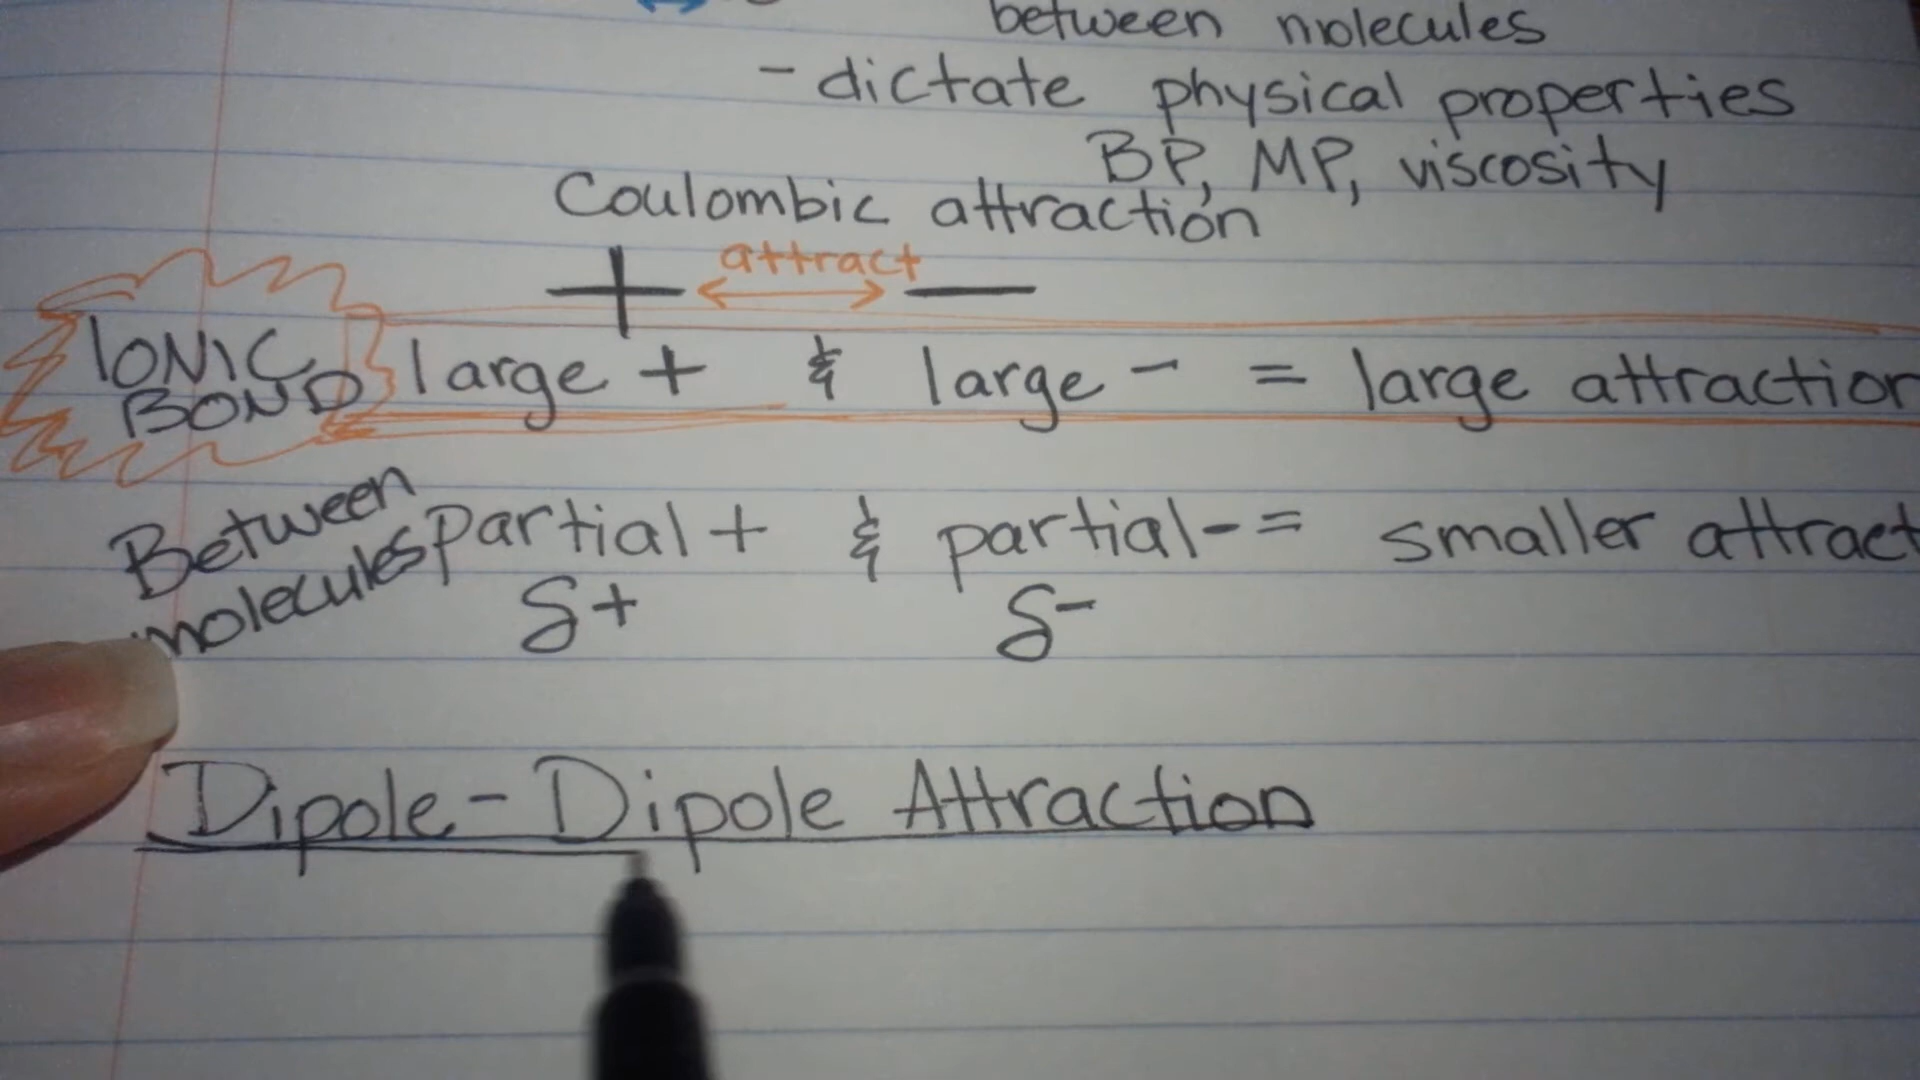 between molecules
- dictate physical properties
BP, MP, viscosity
Coulombic attraction
+ attract -
IONIC BOND large + & large - = large attraction
Between molecules partial + & partial - = smaller attract
δ+ δ-
Dipole-Dipole Attraction